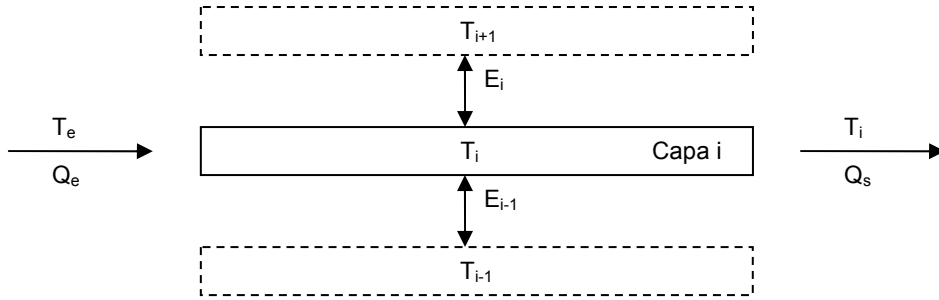 T_{i+1}
E_i
T_e
T_i Capa i
T_i
Q_e
Q_s
E_{i-1}
T_{i-1}